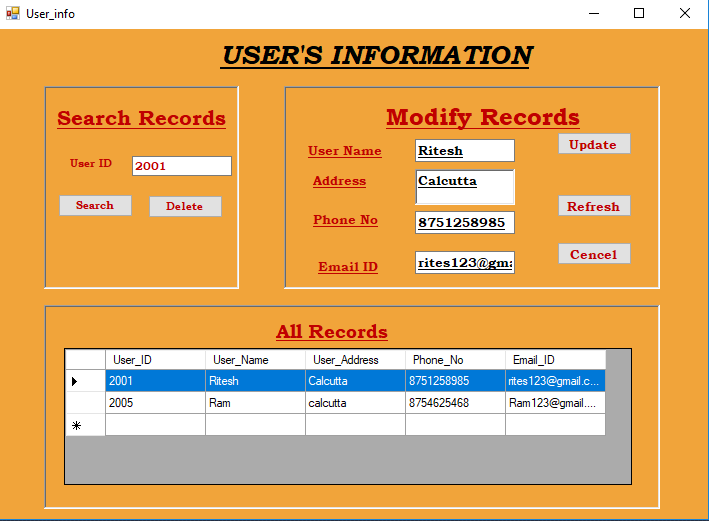 User_info
USER'S INFORMATION
Search Records
User ID 2001
Search Delete
Modify Records
User Name Ritesh Update
Address Calcutta
Refresh
Phone No 8751258985
Cencel
Email ID rites123@gma
All Records
User_ID User_Name User_Address Phone_No Email_ID
2001 Ritesh Calcutta 8751258985 rites123@gmail.c...
2005 Ram calcutta 8754625468 Ram123@gmail....